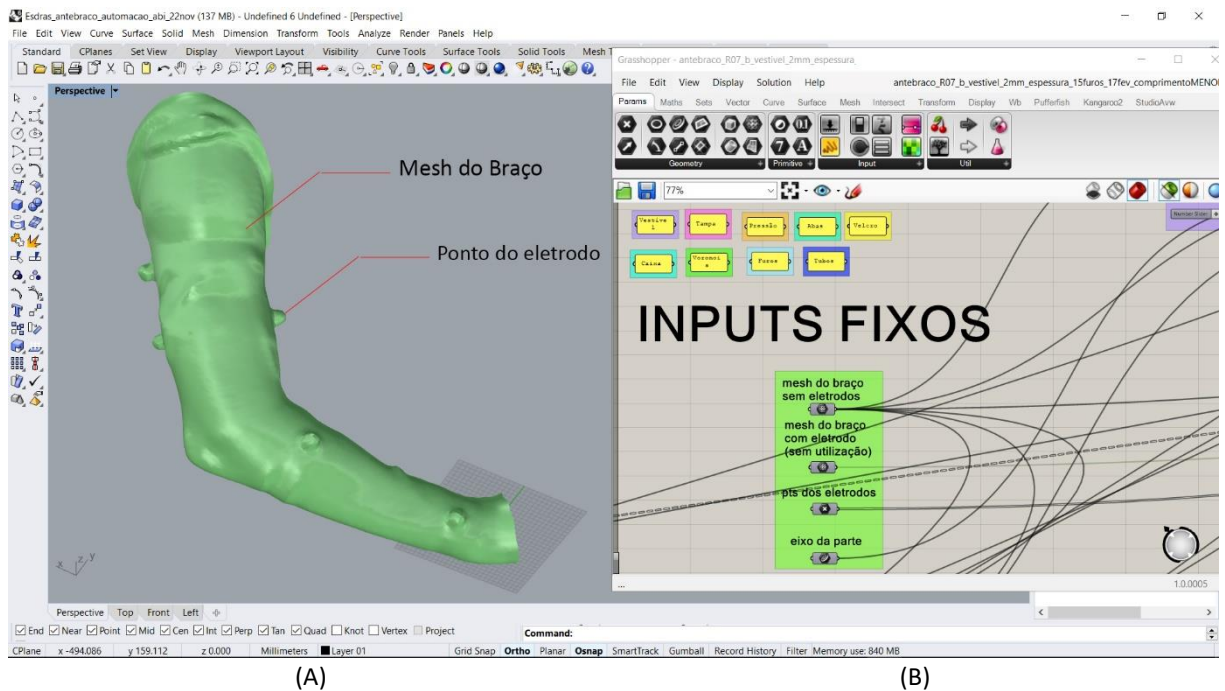 Esdras_antebraco_automacao_abi_22nov (137 MB) - Undefined 6 Undefined - [Perspective]
File Edit View Curve Surface Solid Mesh Dimension Transform Tools Analyze Render Panels Help
Standard CPlanes Set View Display Viewport Layout Visibility Curve Tools Surface Tools Solid Tools Mesh T
Perspective
Mesh do Braço
Ponto do eletrodo
z
y
x
Grasshopper - antebraco_R07_b_vestivel_2mm_espessura
File Edit View Display Solution Help antebraco_R07_b_vestivel_2mm_espessura_15furos_17fev_comprimentoMENO
Params Maths Sets Vector Curve Surface Mesh Intersect Transform Display Wb Pufferfish Kangaroo2 StudioAvw
Geometry Primitive Input Util
77%
Vestive
l
Tampa
Pressão
Abas
Velcro
Number Slider
Caixa
Voronoi
s
Furos
Tubos
INPUTS FIXOS
mesh do braço
sem eletrodos
mesh do braço
com eletrodo
(sem utilização)
pts dos eletrodos
eixo da parte
...
1.0.0005
Perspective Top Front Left
End Near Point Mid Cen Int Perp Tan Quad Knot Vertex Project
Command:
CPlane x -494.086 y 159.112 z 0.000 Millimeters Layer 01 Grid Snap Ortho Planar Osnap SmartTrack Gumball Record History Filter Memory use: 840 MB
(A) (B)